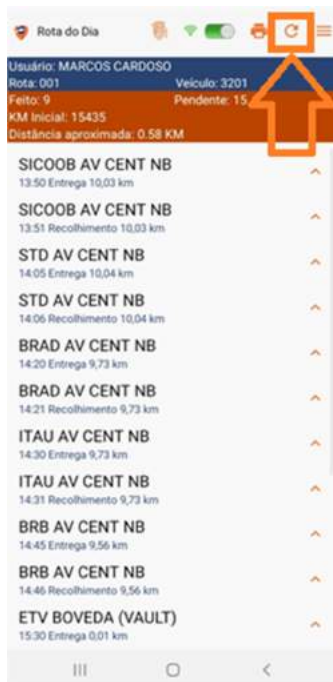 Rota do Dia
Usuário: MARCOS CARDOSO
Rota: 001 Veículo: 3201
Feito: 9 Pendente: 15
KM Inicial: 15435
Distância aproximada: 0.58 KM
SICOOB AV CENT NB
13:50 Entrega 10,03 km
SICOOB AV CENT NB
13:51 Recolhimento 10,03 km
STD AV CENT NB
14:05 Entrega 10,04 km
STD AV CENT NB
14:06 Recolhimento 10,04 km
BRAD AV CENT NB
14:20 Entrega 9,73 km
BRAD AV CENT NB
14:21 Recolhimento 9,73 km
ITAU AV CENT NB
14:30 Entrega 9,73 km
ITAU AV CENT NB
14:31 Recolhimento 9,73 km
BRB AV CENT NB
14:45 Entrega 9,56 km
BRB AV CENT NB
14:46 Recolhimento 9,56 km
ETV BOVEDA (VAULT)
15:30 Entrega 0,01 km